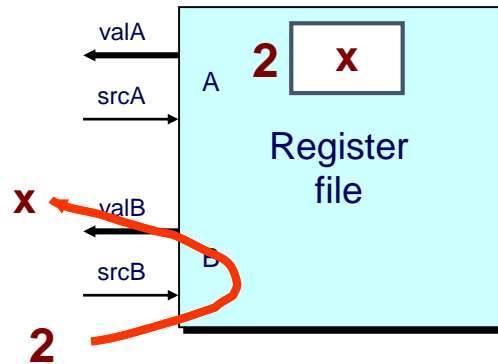 valA
A
srcA
2 x
Register
file
x
valB
B
srcB
2